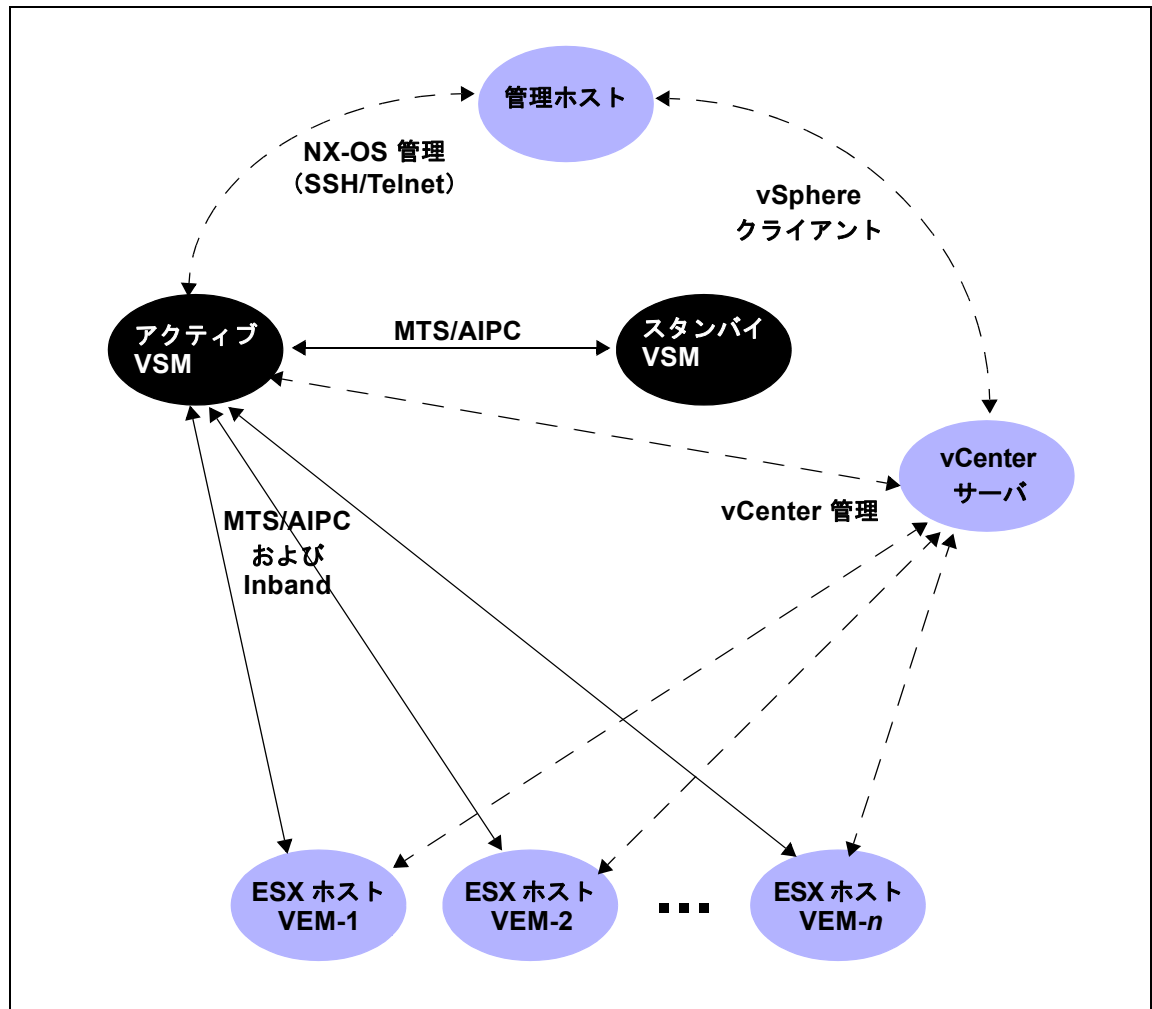 管理ホスト
NX-OS 管理
（SSH/Telnet）
vSphere
クライアント
アクティブ
VSM
MTS/AIPC
スタンバイ
VSM
vCenter
サーバ
vCenter 管理
MTS/AIPC
および
Inband
ESX ホスト
VEM-1
ESX ホスト
VEM-2
...
ESX ホスト
VEM-n